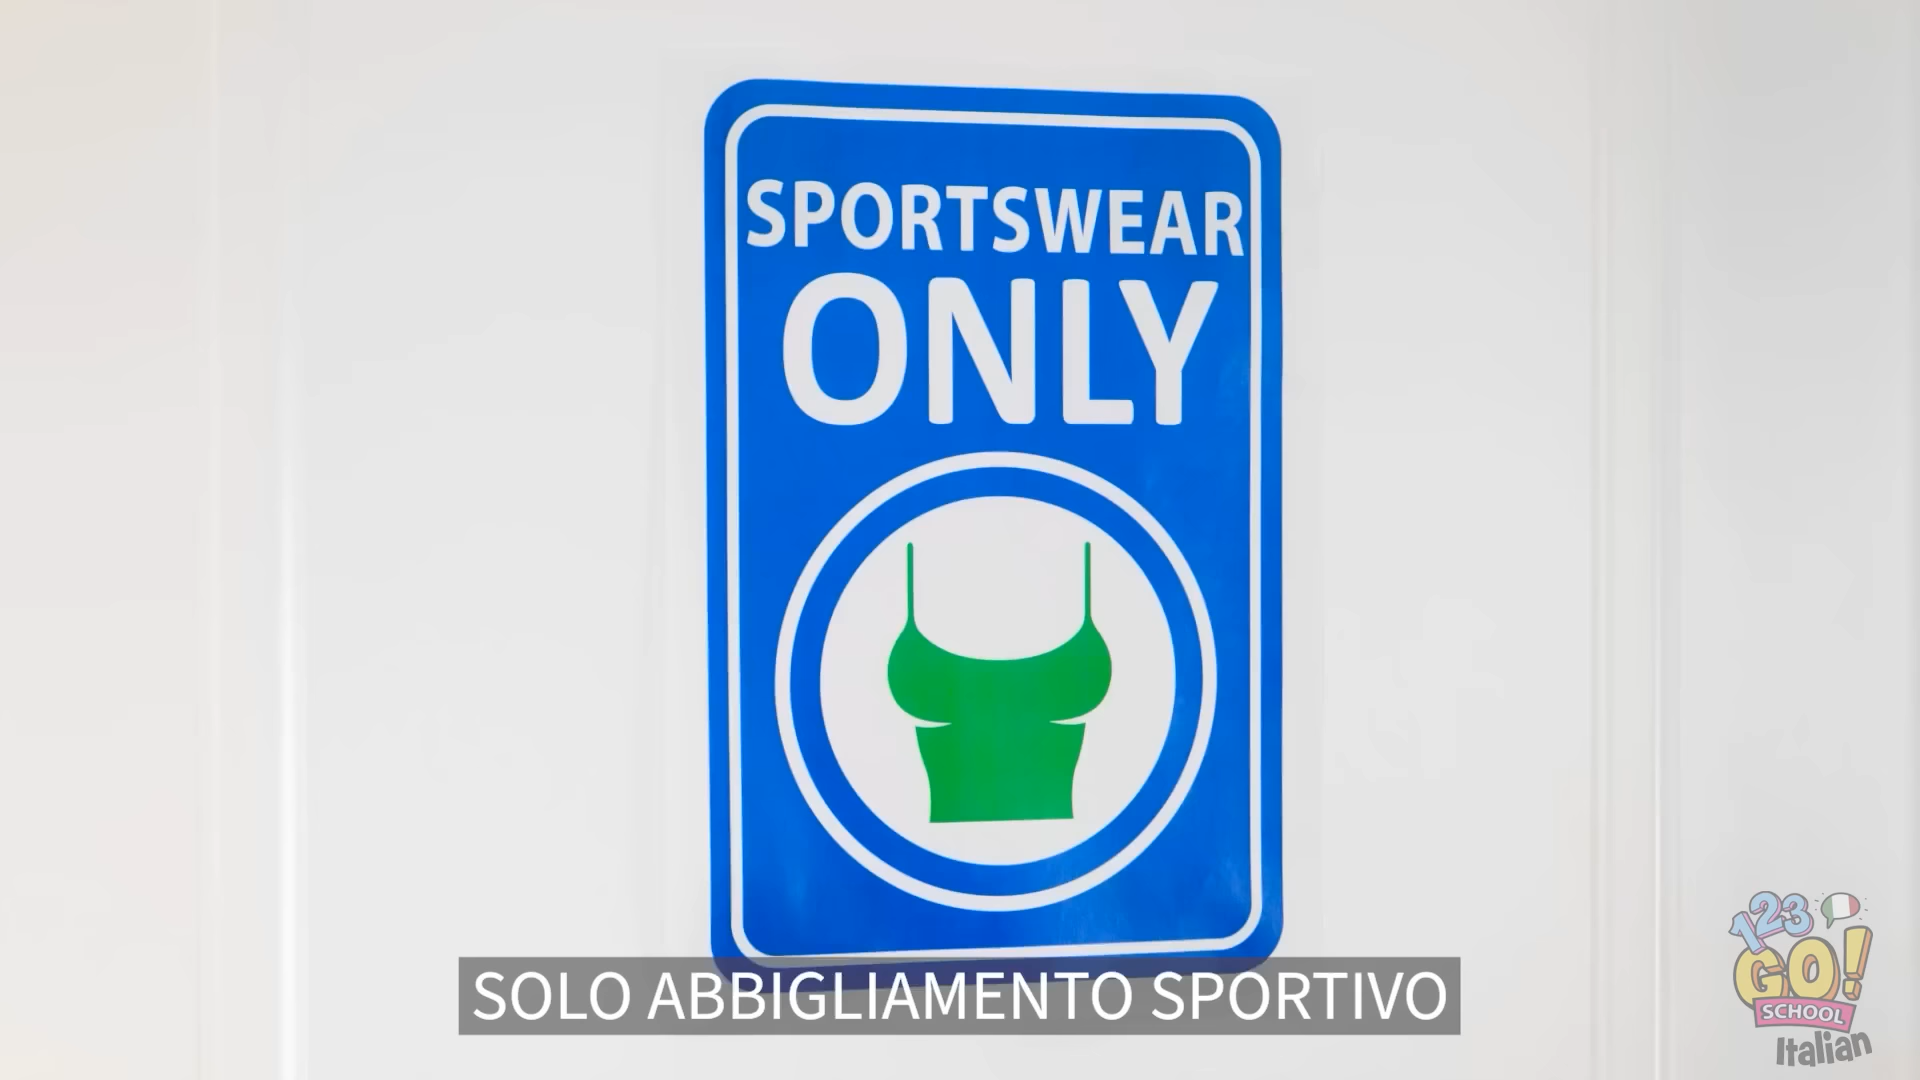 SPORTSWEAR
ONLY
SOLO ABBIGLIAMENTO SPORTIVO
123
GO!
SCHOOL
Italian